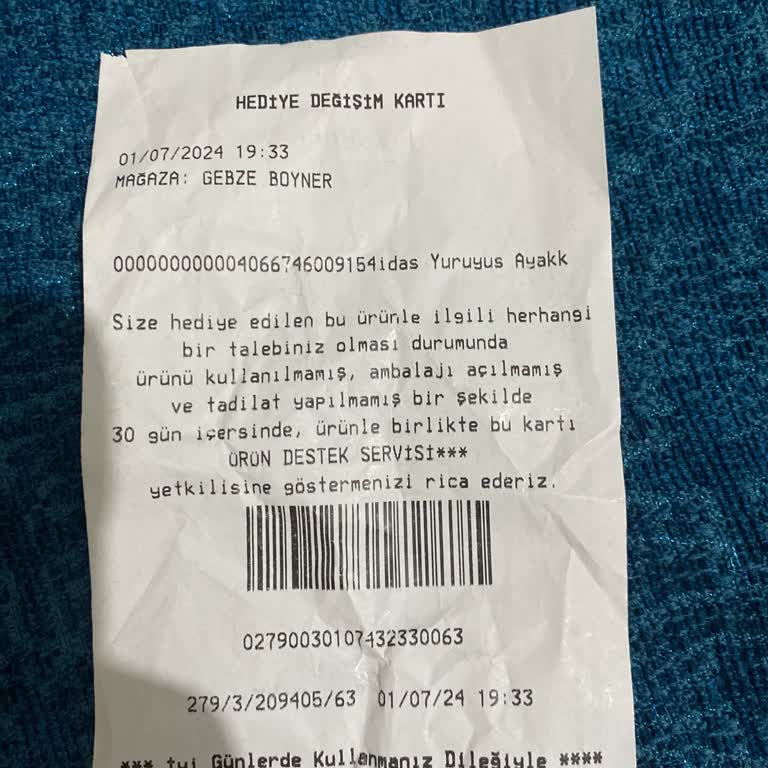 HEDİYE DEĞİŞİM KARTI
01/07/2024 19:33
MAĞAZA: GEBZE BOYNER
000000000004066746009154idas Yuruyus Ayakk
Size hediye edilen bu ürünle ilgili herhangi
bir talebiniz olması durumunda
ürünü kullanılmamış, ambalajı açılmamış
ve tadilat yapılmamış bir şekilde
30 gün içersinde, ürünle birlikte bu kartı
ÜRÜN DESTEK SERVİSİ***
yetkilisine göstermenizi rica ederiz.
02790030107432330063
279/3/209405/63 01/07/24 19:33
*** İyi Günlerde Kullanmanız Dileğiyle ****